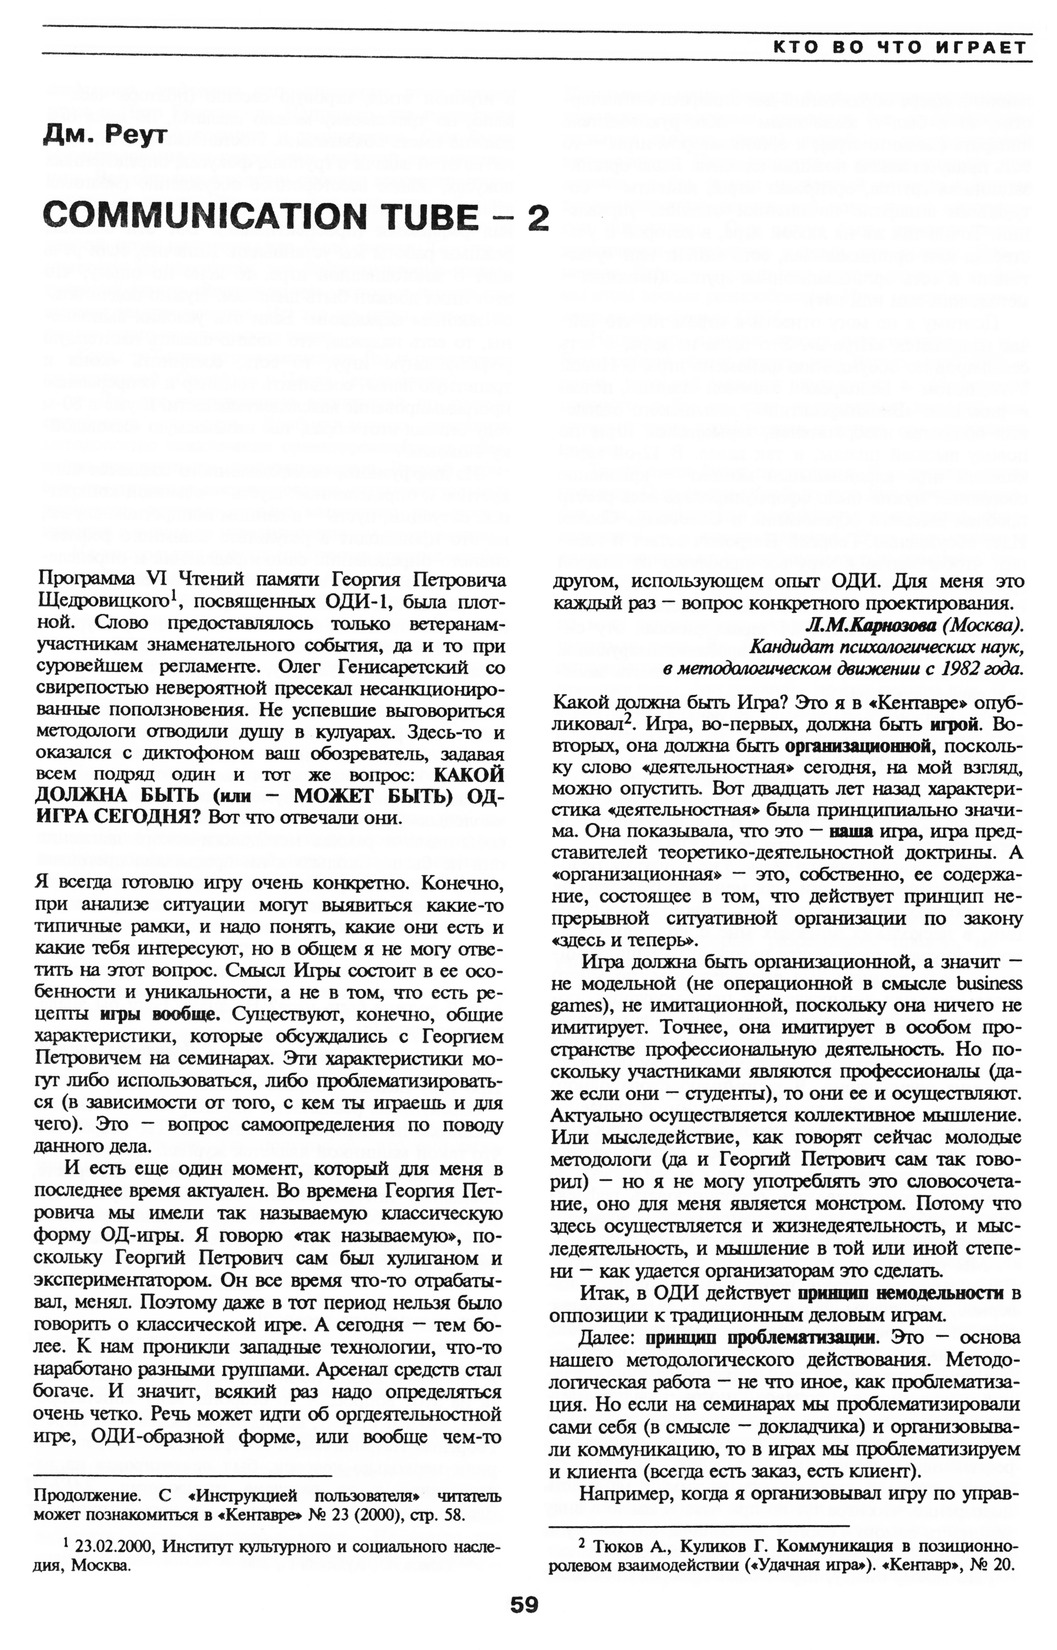 КТО ВО ЧТО ИГРАЕТ
Дм. Реут
COMMUNICATION TUBE – 2
Программа VI Чтений памяти Георгия Петровича
Щедровицкого¹, посвященных ОДИ-1, была плот-
ной. Слово предоставлялось только ветеранам-
участникам знаменательного события, да и то при
суровейшем регламенте. Олег Генисаретский со
свирепостью невероятной пресекал несанкциониро-
ванные поползновения. Не успевшие выговориться
методологи отводили душу в кулуарах. Здесь-то и
оказался с диктофоном ваш обозреватель, задавая
всем подряд один и тот же вопрос: КАКОЙ
ДОЛЖНА БЫТЬ (или – МОЖЕТ БЫТЬ) ОД-
ИГРА СЕГОДНЯ? Вот что отвечали они.
Я всегда готовлю игру очень конкретно. Конечно,
при анализе ситуации могут выявиться какие-то
типичные рамки, и надо понять, какие они есть и
какие тебя интересуют, но в общем я не могу отве-
тить на этот вопрос. Смысл Игры состоит в ее осо-
бенности и уникальности, а не в том, что есть ре-
цепты игры вообще. Существуют, конечно, общие
характеристики, которые обсуждались с Георгием
Петровичем на семинарах. Эти характеристики мо-
гут либо использоваться, либо проблематизировать-
ся (в зависимости от того, с кем ты играешь и для
чего). Это – вопрос самоопределения по поводу
данного дела.
И есть еще один момент, который для меня в
последнее время актуален. Во времена Георгия Пет-
ровича мы имели так называемую классическую
форму ОД-игры. Я говорю «так называемую», по-
скольку Георгий Петрович сам был хулиганом и
экспериментатором. Он все время что-то отрабаты-
вал, менял. Поэтому даже в тот период нельзя было
говорить о классической игре. А сегодня – тем бо-
лее. К нам проникли западные технологии, что-то
наработано разными группами. Арсенал средств стал
богаче. И значит, всякий раз надо определяться
очень четко. Речь может идти об оргдеятельностной
игре, ОДИ-образной форме, или вообще чем-то
Продолжение. С «Инструкцией пользователя» читатель
может познакомиться в «Кентавре» № 23 (2000), стр. 58.
¹ 23.02.2000, Институт культурного и социального насле-
дия, Москва.
другом, использующем опыт ОДИ. Для меня это
каждый раз – вопрос конкретного проектирования.
Л.М.Карнозова (Москва).
Кандидат психологических наук,
в методологическом движении с 1982 года.
Какой должна быть Игра? Это я в «Кентавре» опуб-
ликовал². Игра, во-первых, должна быть игрой. Во-
вторых, она должна быть организационной, посколь-
ку слово «деятельностная» сегодня, на мой взгляд,
можно опустить. Вот двадцать лет назад характери-
стика «деятельностная» была принципиально значи-
ма. Она показывала, что это – наша игра, игра пред-
ставителей теоретико-деятельностной доктрины. А
«организационная» – это, собственно, ее содержа-
ние, состоящее в том, что действует принцип не-
прерывной ситуативной организации по закону
«здесь и теперь».
Игра должна быть организационной, а значит –
не модельной (не операционной в смысле business
games), не имитационной, поскольку она ничего не
имитирует. Точнее, она имитирует в особом про-
странстве профессиональную деятельность. Но по-
скольку участниками являются профессионалы (да-
же если они – студенты), то они ее и осуществляют.
Актуально осуществляется коллективное мышление.
Или мыследействие, как говорят сейчас молодые
методологи (да и Георгий Петрович сам так гово-
рил) – но я не могу употреблять это словосочета-
ние, оно для меня является монстром. Потому что
здесь осуществляется и жизнедеятельность, и мыс-
ледеятельность, и мышление в той или иной степе-
ни – как удается организаторам это сделать.
Итак, в ОДИ действует принцип немодельности в
оппозиции к традиционным деловым играм.
Далее: принцип проблематизации. Это – основа
нашего методологического действования. Методо-
логическая работа – не что иное, как проблематиза-
ция. Но если на семинарах мы проблематизировали
сами себя (в смысле – докладчика) и организовыва-
ли коммуникацию, то в играх мы проблематизируем
и клиента (всегда есть заказ, есть клиент).
Например, когда я организовывал игру по управ-
² Тюков А., Куликов Г. Коммуникация в позиционно-
ролевом взаимодействии («Удачная игра»). «Кентавр», № 20.
59